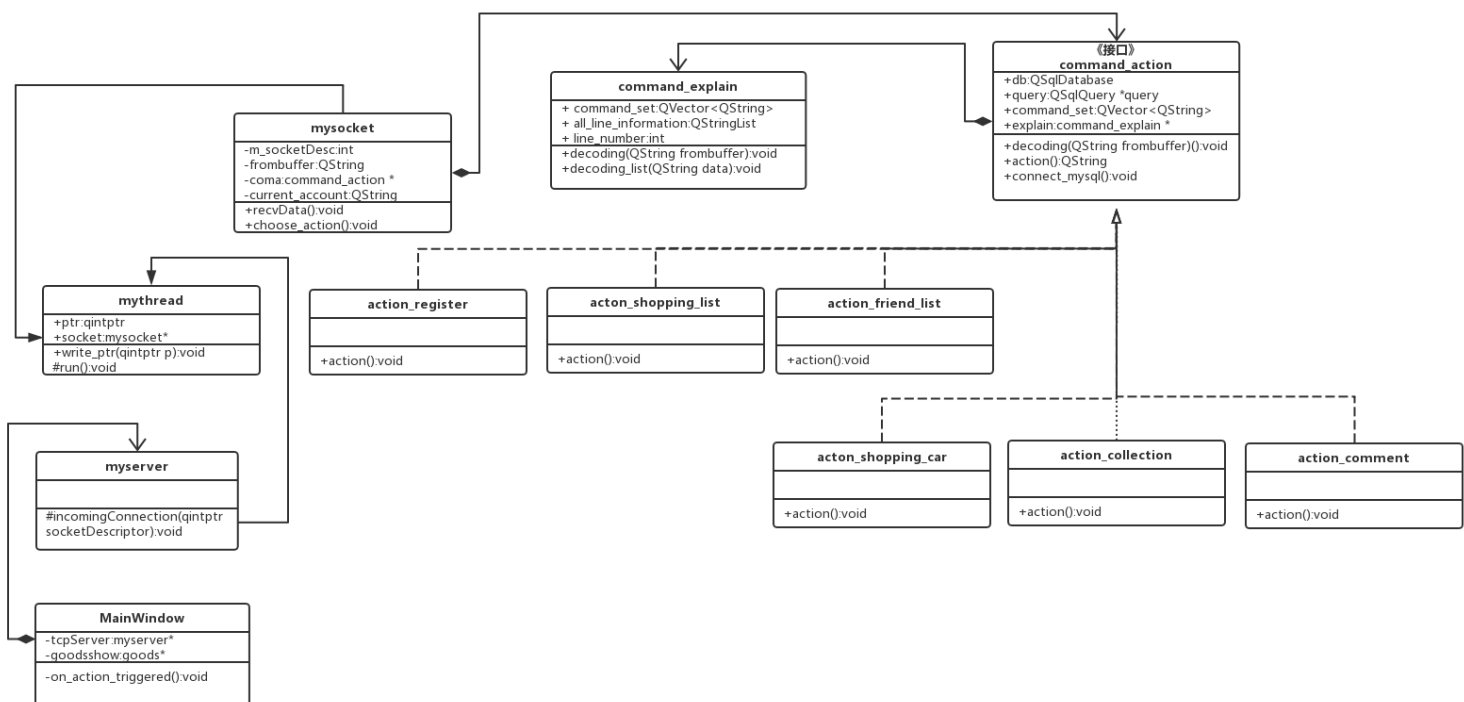 《接口》
command_action
+db:QSqlDatabase
+query:QSqlQuery *query
+command_set:QVector<QString>
+explain:command_explain *
+decoding(QString frombuffer)():void
+action():QString
+connect_mysql():void
command_explain
+ command_set:QVector<QString>
+ all_line_information:QStringList
+ line_number:int
+decoding(QString frombuffer):void
+decoding_list(QString data):void
mysocket
-m_socketDesc:int
-frombuffer:QString
-coma:command_action *
-current_account:QString
+recvData():void
+choose_action():void
mythread
+ptr:qintptr
+socket:mysocket*
+write_ptr(qintptr p):void
#run():void
action_register
+action():void
acton_shopping_list
+action():void
action_friend_list
+action():void
acton_shopping_car
+action():void
action_collection
+action():void
action_comment
+action():void
myserver
#incomingConnection(qintptr
socketDescriptor):void
MainWindow
-tcpServer:myserver*
-goodsshow:goods*
-on_action_triggered():void